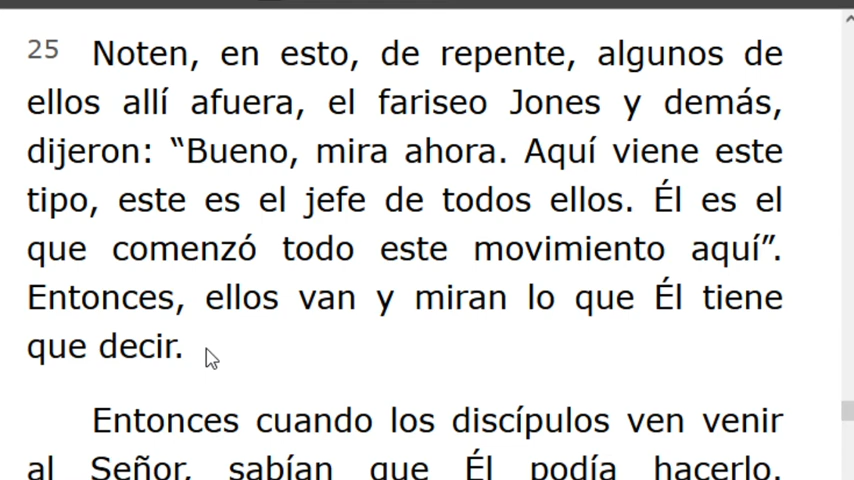 25 Noten, en esto, de repente, algunos de
ellos allí afuera, el fariseo Jones y demás,
dijeron: “Bueno, mira ahora. Aquí viene este
tipo, este es el jefe de todos ellos. Él es el
que comenzó todo este movimiento aquí”.
Entonces, ellos van y miran lo que Él tiene
que decir.
Entonces cuando los discípulos ven venir
al Señor, sabían que Él podía hacerlo.